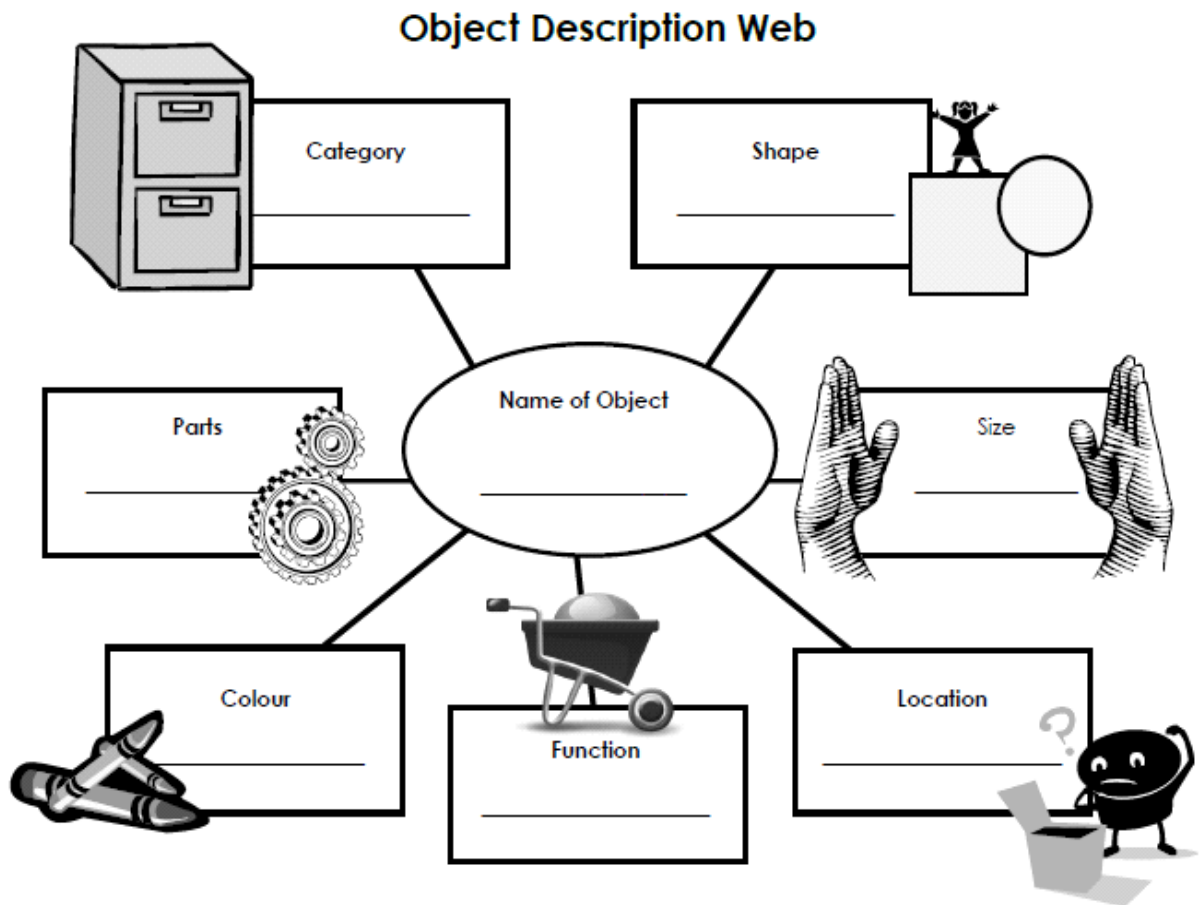 Object Description Web
Category
Shape
Name of Object
Parts
Size
Colour
Function
Location
?